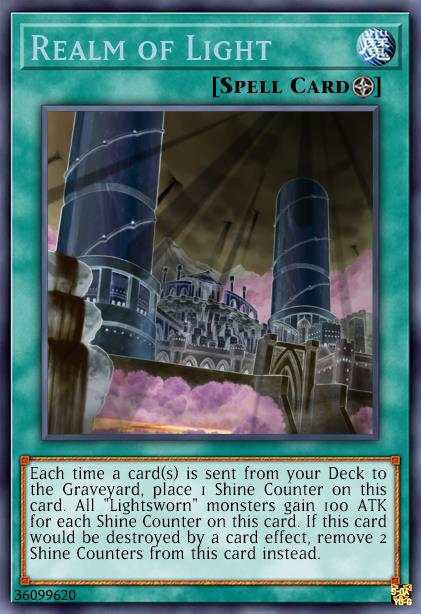 Realm of Light
魔
[Spell Card]
Each time a card(s) is sent from your Deck to
the Graveyard, place 1 Shine Counter on this
card. All "Lightsworn" monsters gain 100 ATK
for each Shine Counter on this card. If this card
would be destroyed by a card effect, remove 2
Shine Counters from this card instead.
36099620